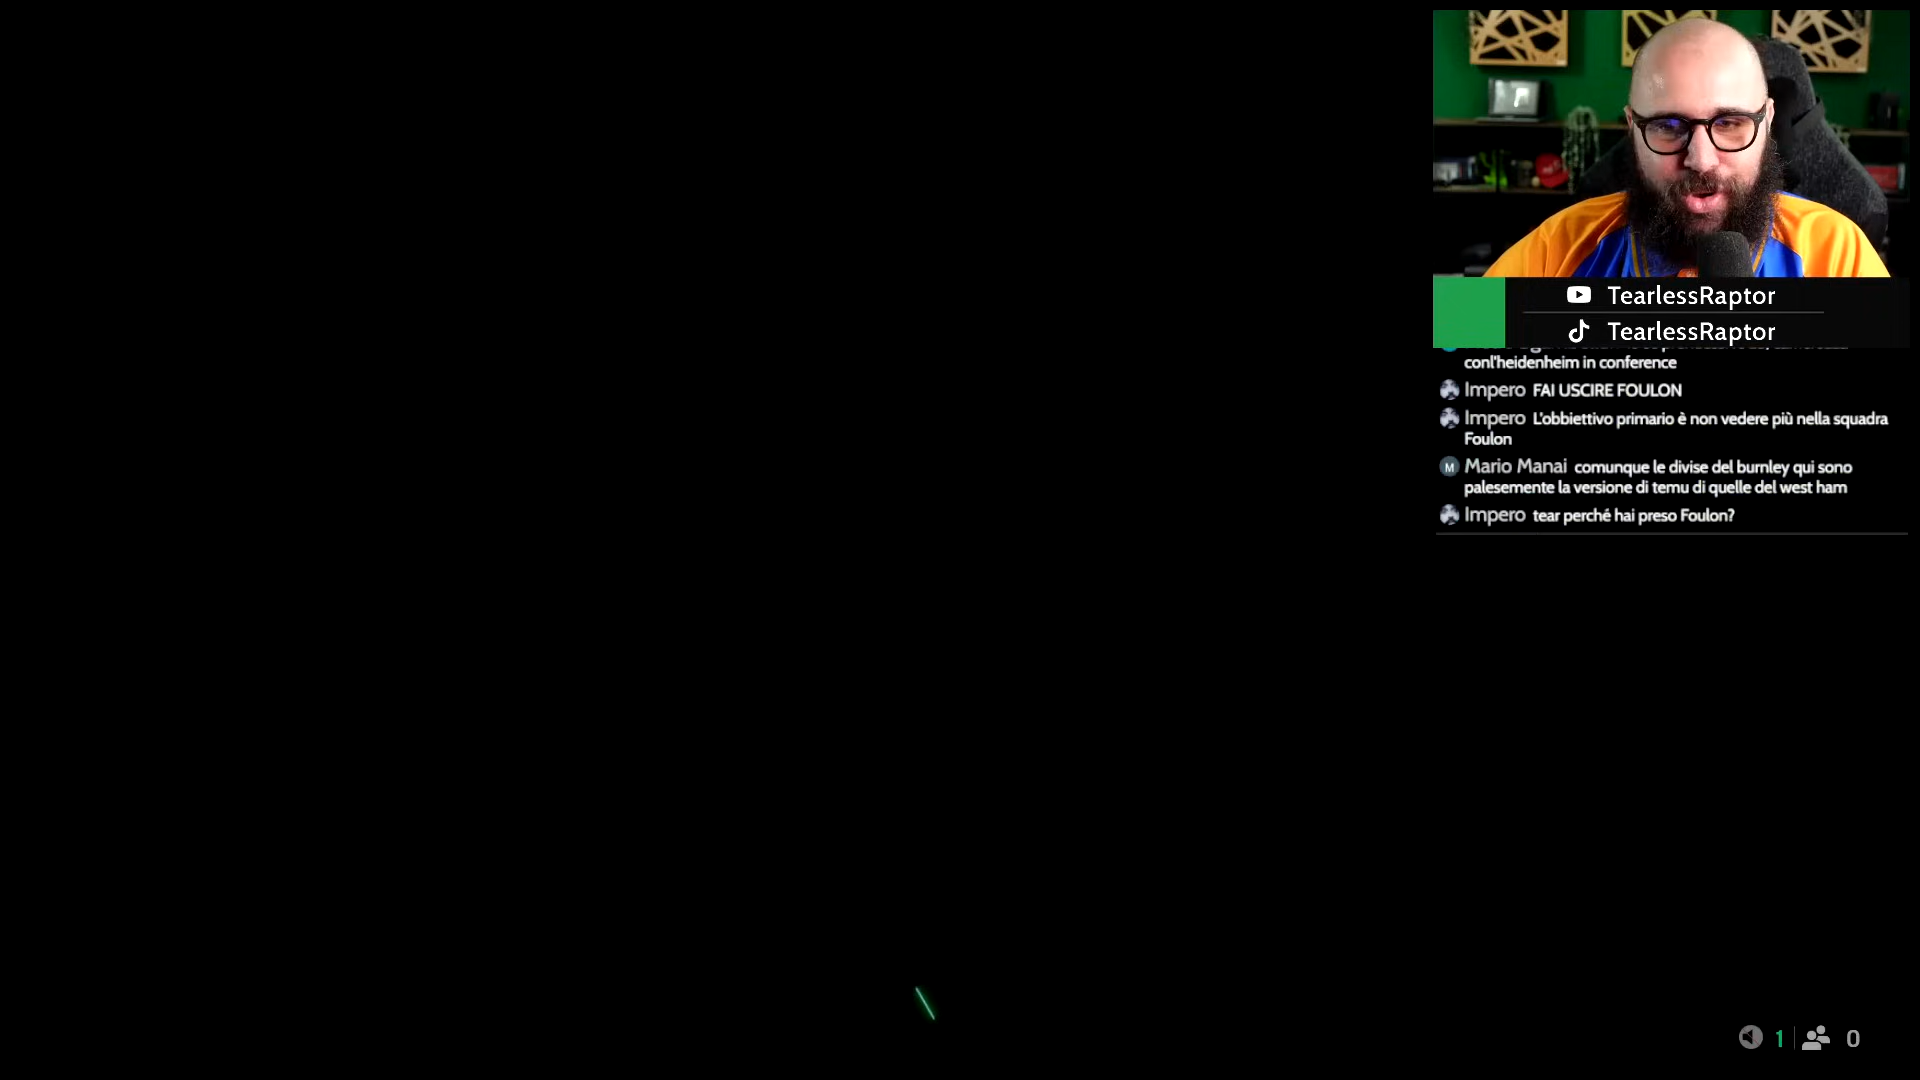 TearlessRaptor
TearlessRaptor
conl'heidenheim in conference
Impero FAI USCIRE FOULON
Impero L'obbiettivo primario è non vedere più nella squadra
Foulon
M Mario Manai comunque le divise del burnley qui sono
palesemente la versione di temu di quelle del west ham
Impero tear perché hai preso Foulon?
1 0